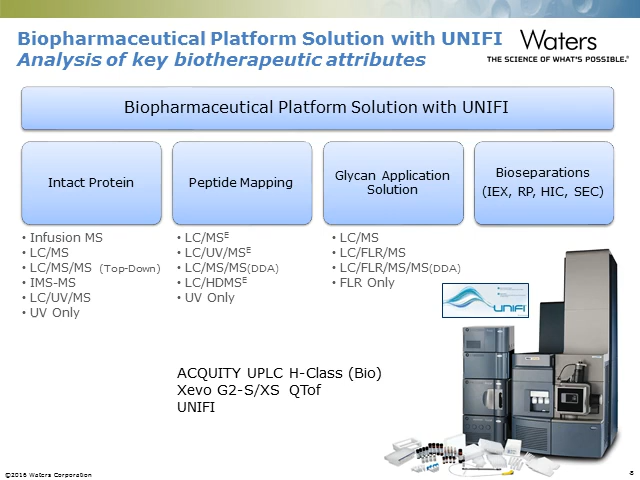 Biopharmaceutical Platform Solution with UNIFI
Analysis of key biotherapeutic attributes
Waters
THE SCIENCE OF WHAT'S POSSIBLE.®
Biopharmaceutical Platform Solution with UNIFI
Intact Protein
Peptide Mapping
Glycan Application
Solution
Bioseparations
(IEX, RP, HIC, SEC)
• Infusion MS
• LC/MS
• LC/MS/MS (Top-Down)
• IMS-MS
• LC/UV/MS
• UV Only
• LC/MSᴱ
• LC/UV/MSᴱ
• LC/MS/MS(DDA)
• LC/HDMSᴱ
• UV Only
• LC/MS
• LC/FLR/MS
• LC/FLR/MS/MS(DDA)
• FLR Only
UNIFI
ACQUITY UPLC H-Class (Bio)
Xevo G2-S/XS QTof
UNIFI
©2016 Waters Corporation
8